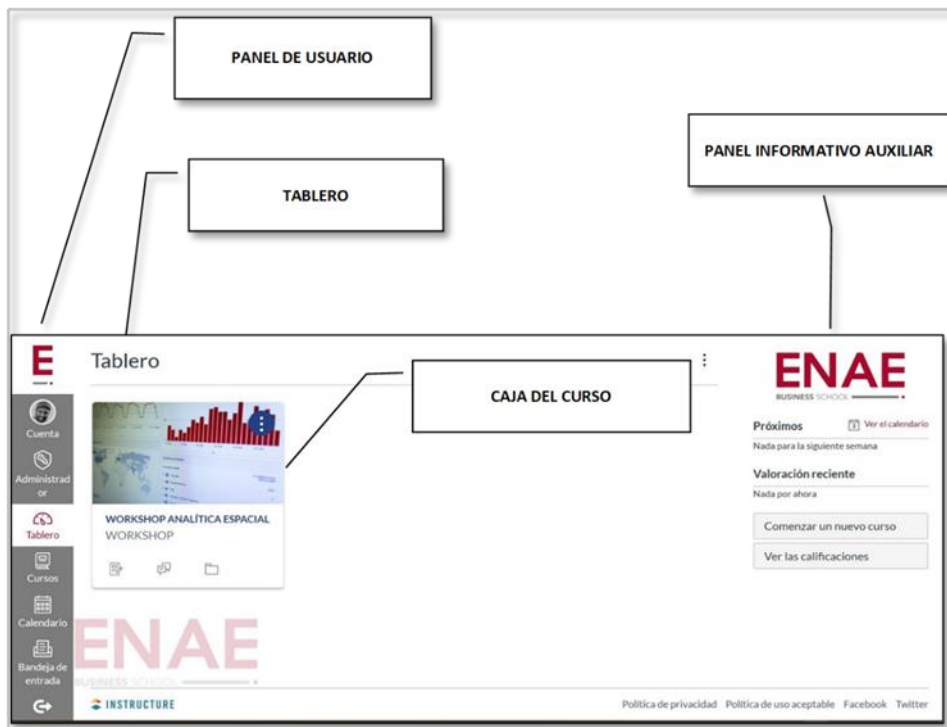 PANEL DE USUARIO
PANEL INFORMATIVO AUXILIAR
TABLERO
E
Tablero
CAJA DEL CURSO
ENAE
BUSINESS SCHOOL
Cuenta
Administrad
or
Tablero
Cursos
Calendario
Bandeja de
entrada
WORKSHOP ANALÍTICA ESPACIAL
WORKSHOP
Próximos
Ver el calendario
Nada para la siguiente semana
Valoración reciente
Nada por ahora
Comenzar un nuevo curso
Ver las calificaciones
ENAE
BUSINESS SCHOOL
INSTRUCTURE
Política de privacidad Política de uso aceptable Facebook Twitter